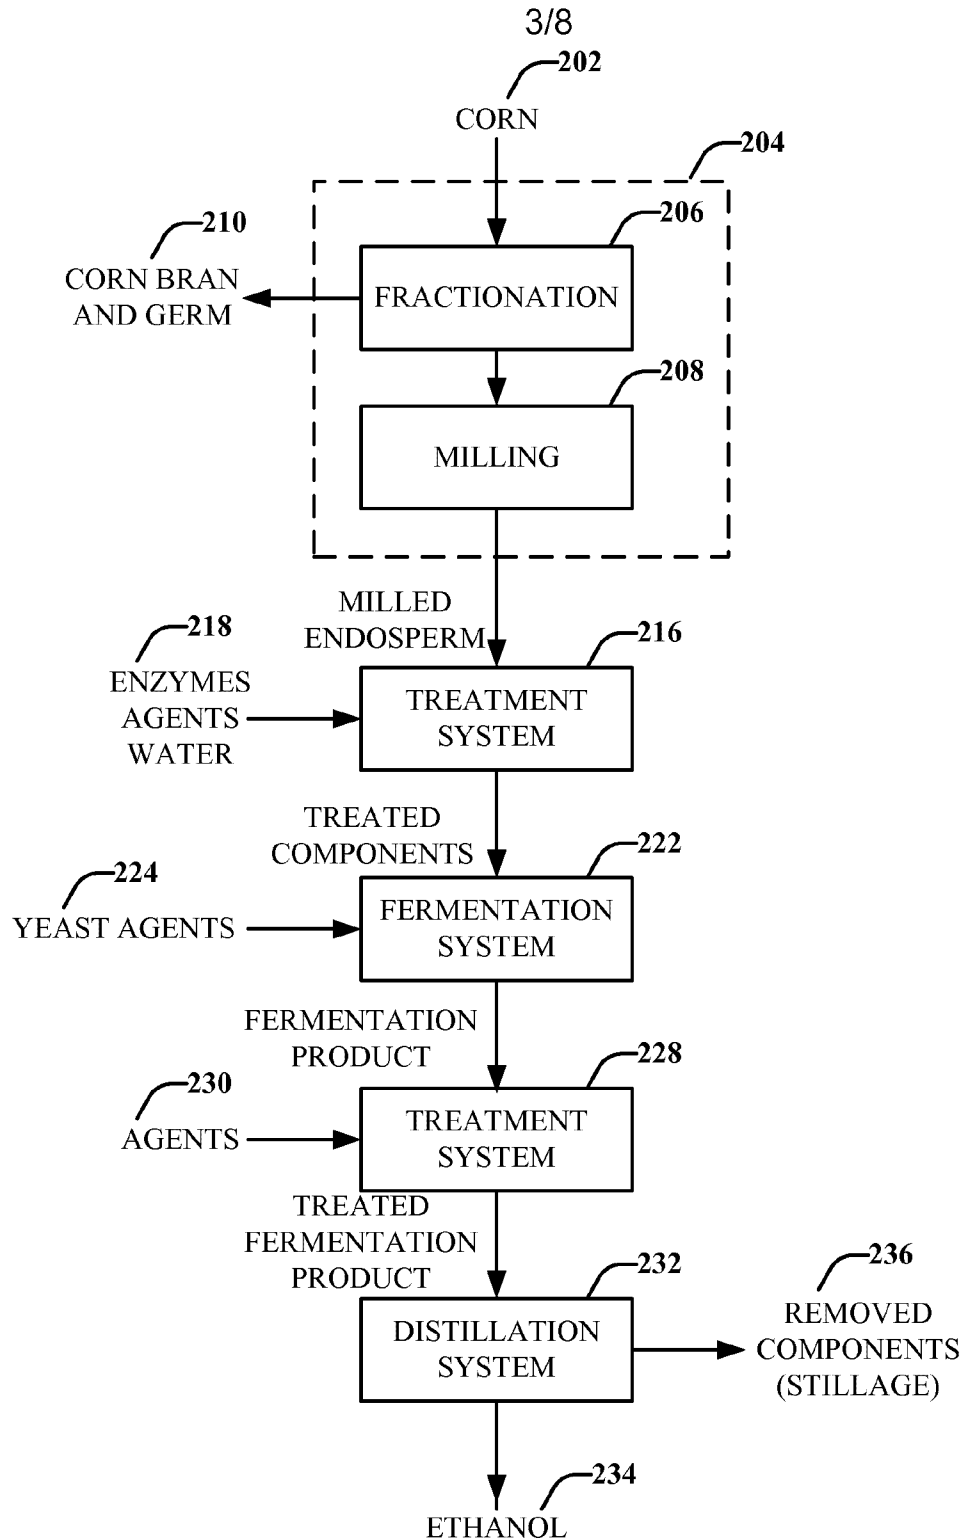 3/8
202
CORN
204
206
210
CORN BRAN
AND GERM
FRACTIONATION
208
MILLING
MILLED
ENDOSPERM
218
216
ENZYMES
AGENTS
WATER
TREATMENT
SYSTEM
TREATED
COMPONENTS
222
224
YEAST AGENTS
FERMENTATION
SYSTEM
FERMENTATION
PRODUCT
228
230
AGENTS
TREATMENT
SYSTEM
TREATED
FERMENTATION
PRODUCT
232
236
DISTILLATION
SYSTEM
REMOVED
COMPONENTS
(STILLAGE)
234
ETHANOL